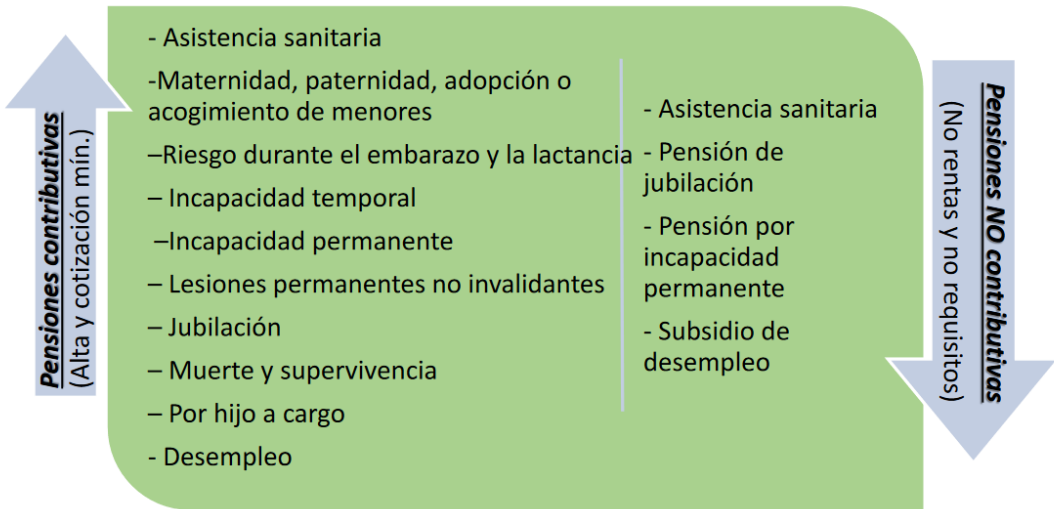 Pensiones contributivas
(Alta y cotización mín.)
- Asistencia sanitaria
-Maternidad, paternidad, adopción o
acogimiento de menores
–Riesgo durante el embarazo y la lactancia
– Incapacidad temporal
–Incapacidad permanente
– Lesiones permanentes no invalidantes
– Jubilación
– Muerte y supervivencia
– Por hijo a cargo
- Desempleo
- Asistencia sanitaria
- Pensión de
jubilación
- Pensión por
incapacidad
permanente
- Subsidio de
desempleo
Pensiones NO contributivas
(No rentas y no requisitos)